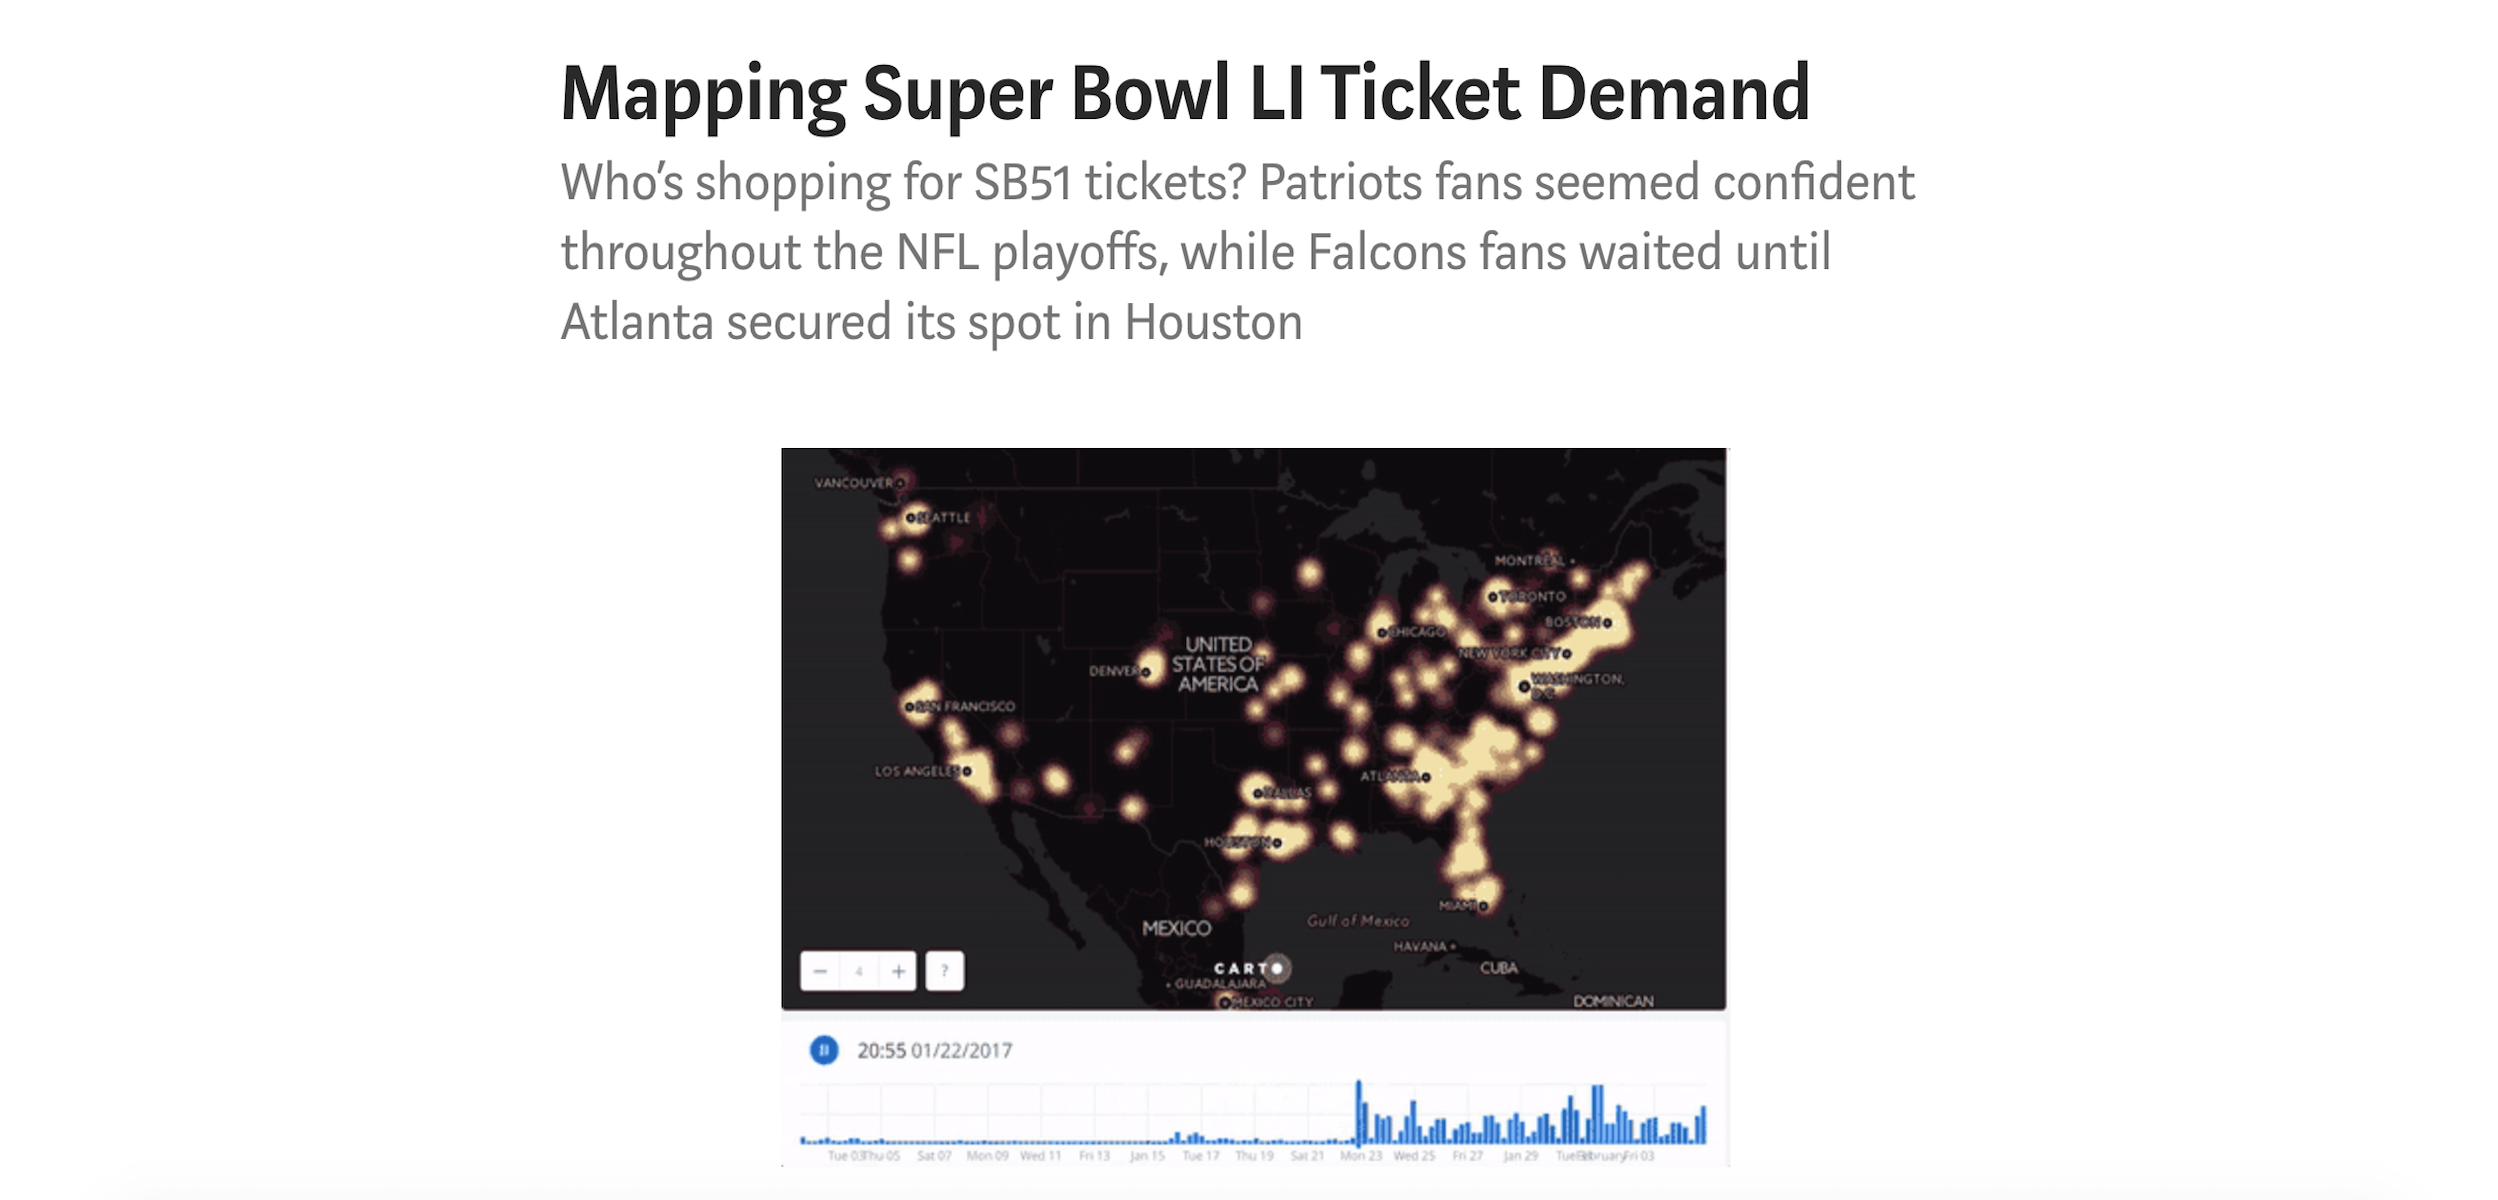 Mapping Super Bowl LI Ticket Demand
Who's shopping for SB51 tickets? Patriots fans seemed confident
throughout the NFL playoffs, while Falcons fans waited until
Atlanta secured its spot in Houston
VANCOUVER
SEATTLE
MONTREAL
TORONTO
BOSTON
CHICAGO
NEW YORK CITY
UNITED
STATES OF
AMERICA
DENVER
WASHINGTON,
D.C.
SAN FRANCISCO
LOS ANGELES
ATLANTA
DALLAS
HOUSTON
MIAMI
Gulf of Mexico
MEXICO
HAVANA
CUBA
− 4 + ?
CARTO
GUADALAJARA
MEXICO CITY
DOMINICAN
20:55 01/22/2017
Tue 03 Thu 05 Sat 07 Mon 09 Wed 11 Fri 13 Jan 15 Tue 17 Thu 19 Sat 21 Mon 23 Wed 25 Fri 27 Jan 29 Tue February Fri 03